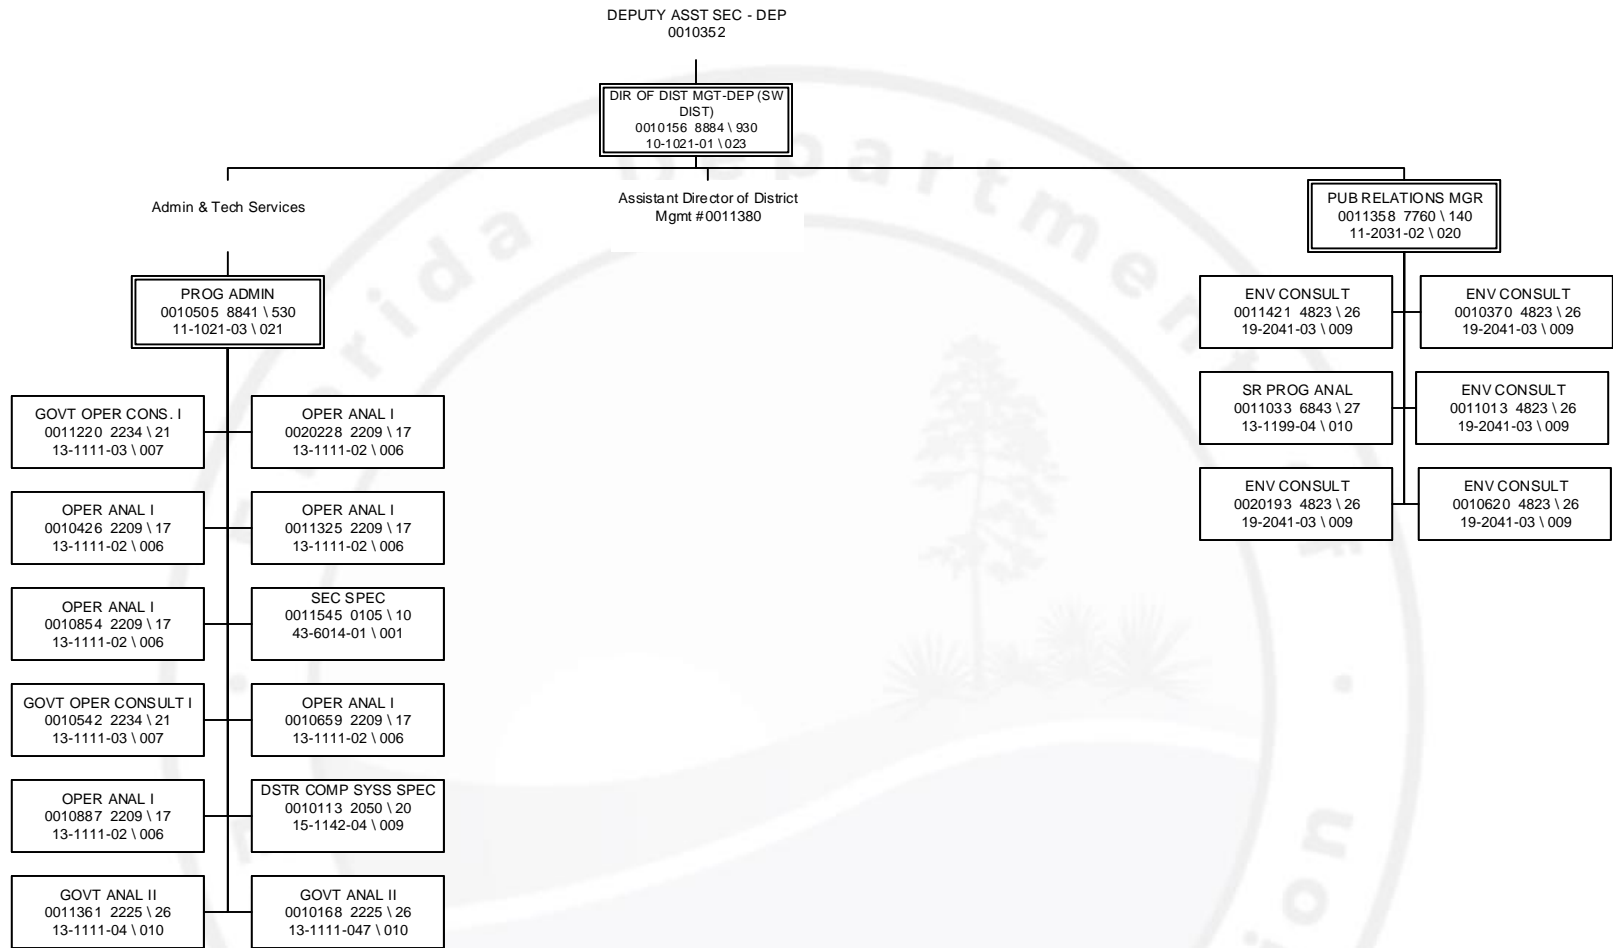 DEPUTY ASST SEC - DEP
0010352
DIR OF DIST MGT-DEP (SW
DIST)
0010156 8884 \ 930
10-1021-01 \ 023
Admin & Tech Services
Assistant Director of District
Mgmt #0011380
PUB RELATIONS MGR
0011358 7760 \ 140
11-2031-02 \ 020
PROG ADMIN
0010505 8841 \ 530
11-1021-03 \ 021
GOVT OPER CONS. I
0011220 2234 \ 21
13-1111-03 \ 007
OPER ANAL I
0020228 2209 \ 17
13-1111-02 \ 006
OPER ANAL I
0010426 2209 \ 17
13-1111-02 \ 006
OPER ANAL I
0011325 2209 \ 17
13-1111-02 \ 006
OPER ANAL I
0010854 2209 \ 17
13-1111-02 \ 006
SEC SPEC
0011545 0105 \ 10
43-6014-01 \ 001
GOVT OPER CONSULT I
0010542 2234 \ 21
13-1111-03 \ 007
OPER ANAL I
0010659 2209 \ 17
13-1111-02 \ 006
OPER ANAL I
0010887 2209 \ 17
13-1111-02 \ 006
DSTR COMP SYSS SPEC
0010113 2050 \ 20
15-1142-04 \ 009
GOVT ANAL II
0011361 2225 \ 26
13-1111-04 \ 010
GOVT ANAL II
0010168 2225 \ 26
13-1111-047 \ 010
ENV CONSULT
0011421 4823 \ 26
19-2041-03 \ 009
ENV CONSULT
0010370 4823 \ 26
19-2041-03 \ 009
SR PROG ANAL
0011033 6843 \ 27
13-1199-04 \ 010
ENV CONSULT
0011013 4823 \ 26
19-2041-03 \ 009
ENV CONSULT
0020193 4823 \ 26
19-2041-03 \ 009
ENV CONSULT
0010620 4823 \ 26
19-2041-03 \ 009